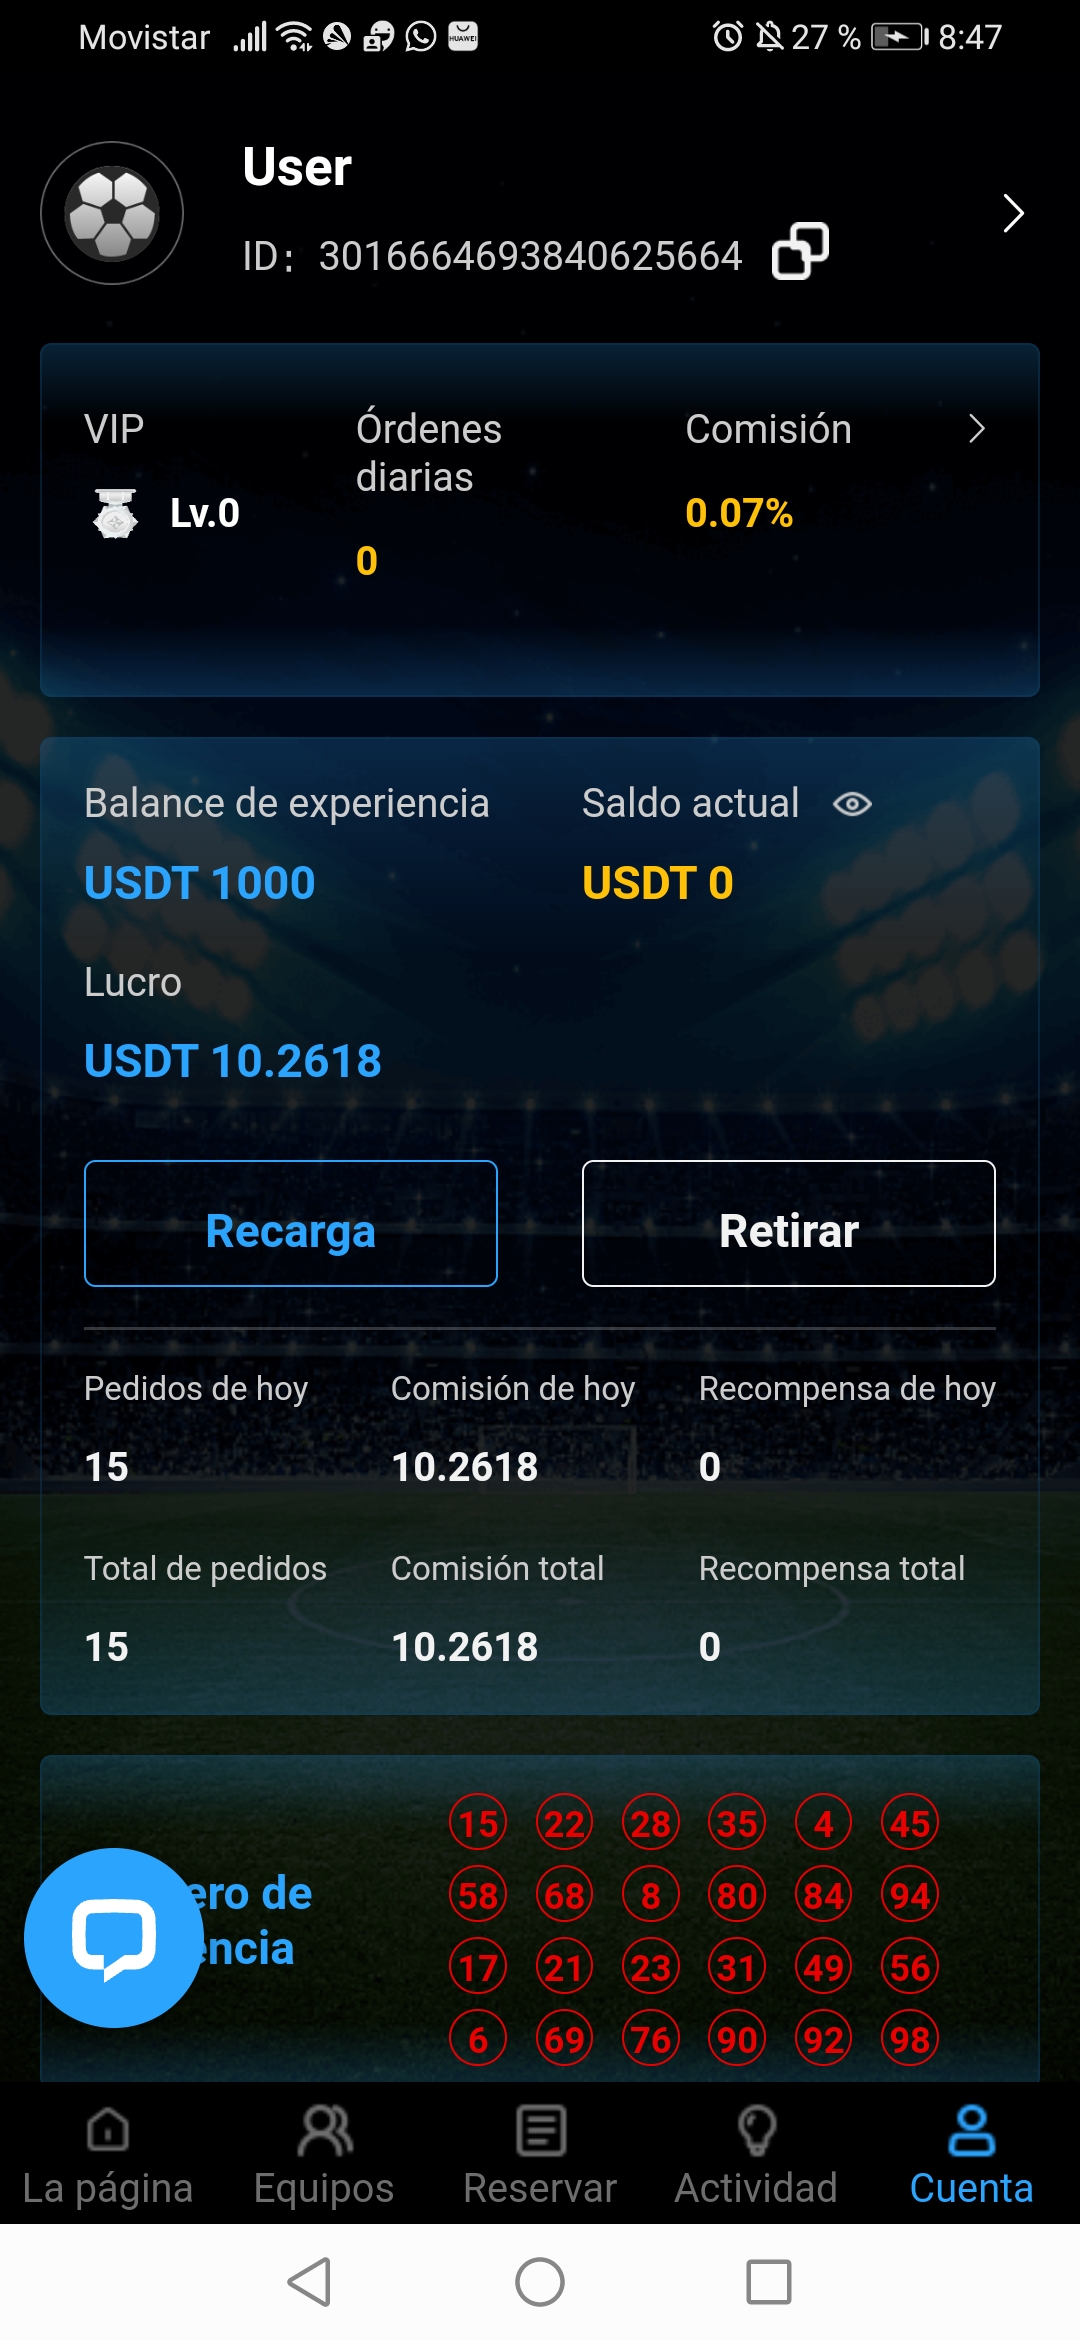 Movistar 27 % 8:47
HUAWEI
User
ID: 3016664693840625664
VIP Órdenes diarias Comisión
Lv.0 0 0.07%
Balance de experiencia Saldo actual
USDT 1000 USDT 0
Lucro
USDT 10.2618
Recarga Retirar
Pedidos de hoy Comisión de hoy Recompensa de hoy
15 10.2618 0
Total de pedidos Comisión total Recompensa total
15 10.2618 0
15 22 28 35 4 45
ero de 58 68 8 80 84 94
encia 17 21 23 31 49 56
6 69 76 90 92 98
La página Equipos Reservar Actividad Cuenta